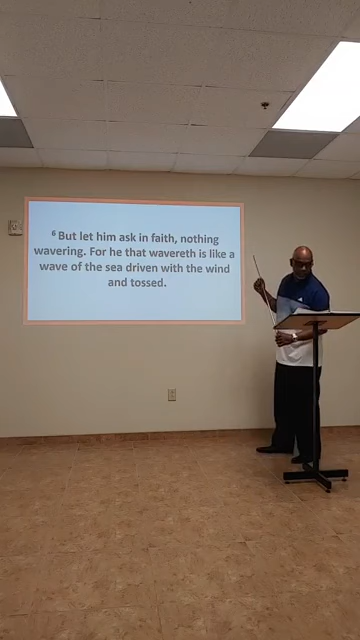 6 But let him ask in faith, nothing
wavering. For he that wavereth is like a
wave of the sea driven with the wind
and tossed.